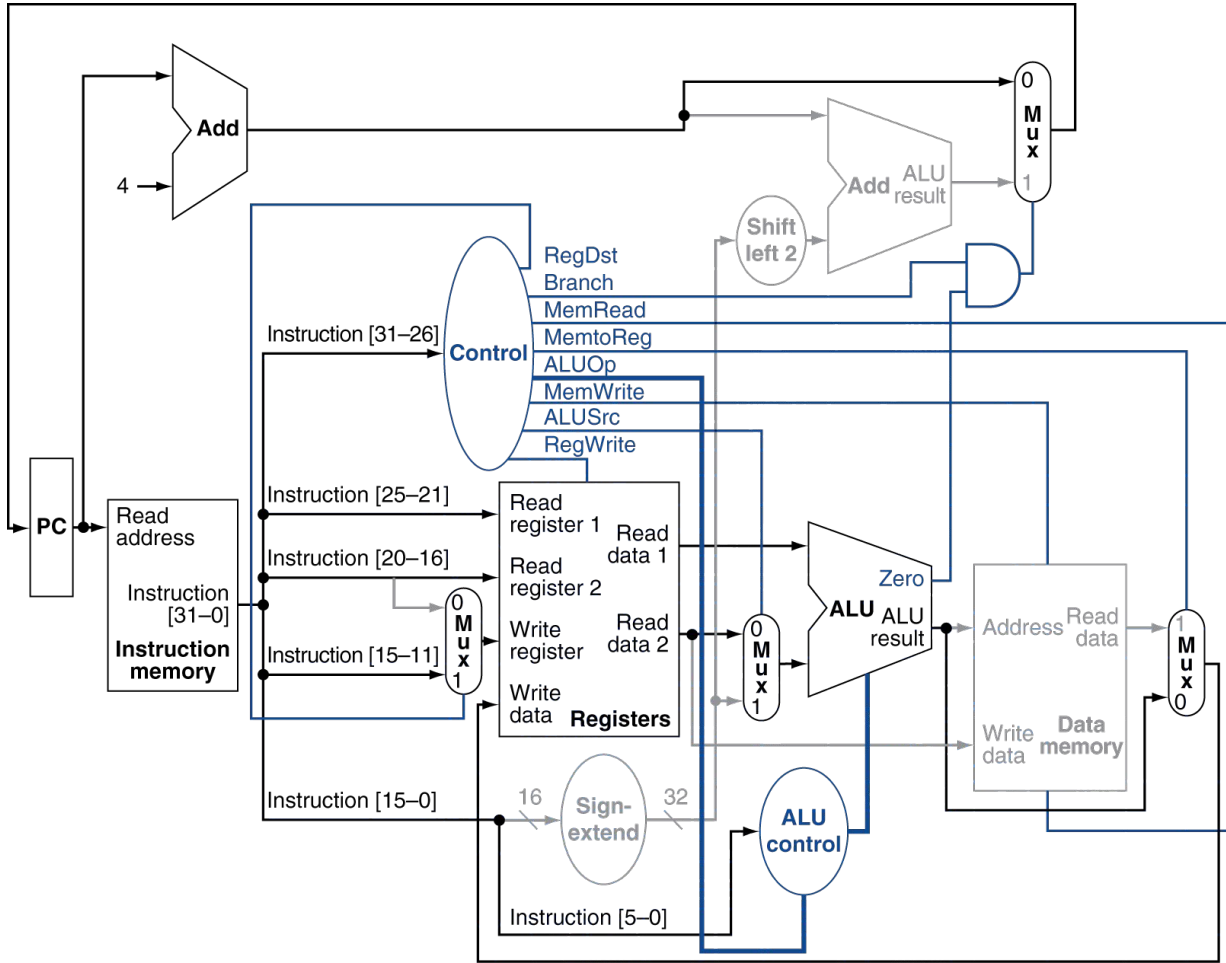 0
M
u
x
1
Add
4
Add
ALU
result
Shift
left 2
RegDst
Branch
MemRead
MemtoReg
ALUOp
MemWrite
ALUSrc
RegWrite
Control
Instruction [31–26]
Instruction [25–21]
Instruction [20–16]
Instruction [15–11]
Instruction [15–0]
Instruction [5–0]
PC
Read
address
Instruction
[31–0]
Instruction
memory
0
M
u
x
1
Read
register 1
Read
register 2
Write
register
Write
data
Read
data 1
Read
data 2
Registers
0
M
u
x
1
Zero
ALU
ALU
result
Address
Read
data
Write
data
Data
memory
1
M
u
x
0
16
Sign-
extend
32
ALU
control